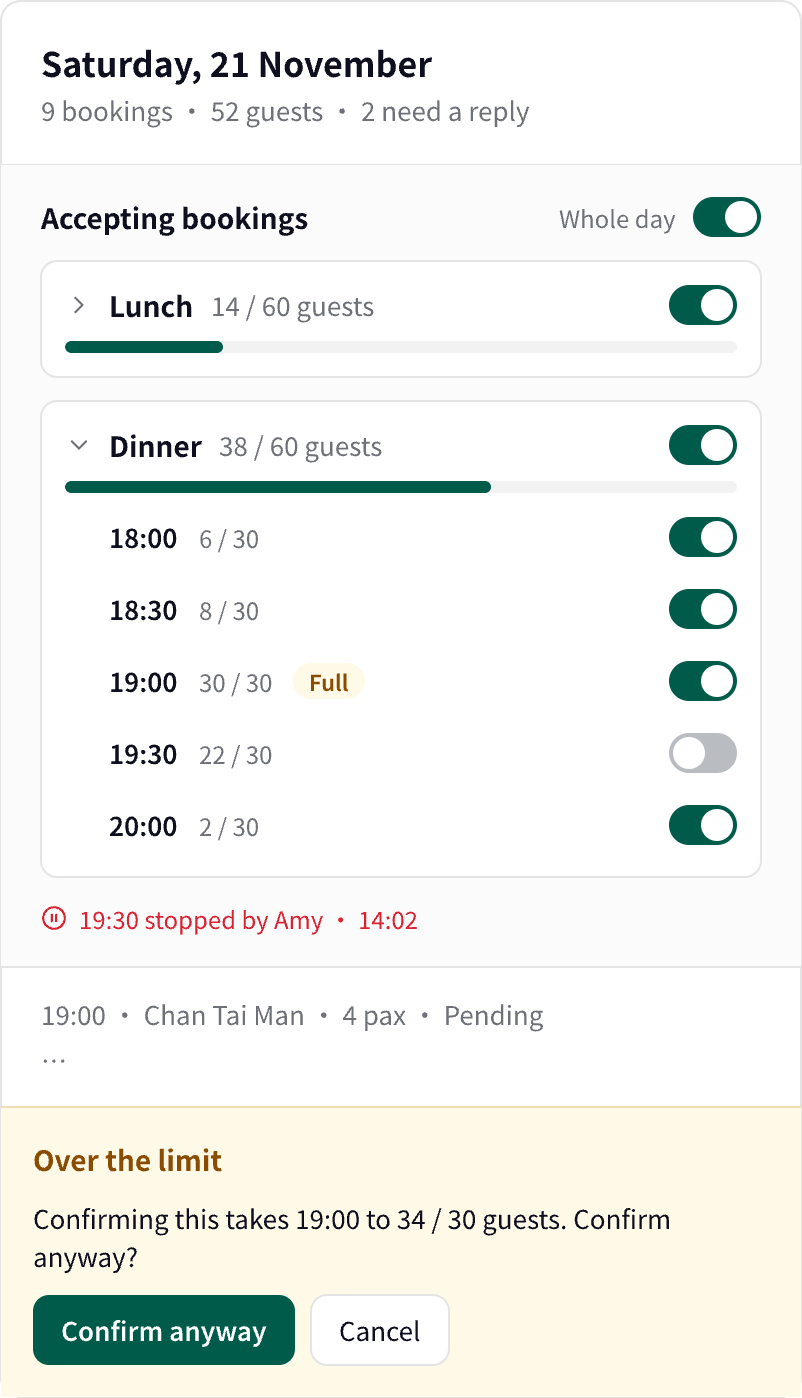 Saturday, 21 November
9 bookings • 52 guests • 2 need a reply
Accepting bookings Whole day
Lunch 14 / 60 guests
Dinner 38 / 60 guests
18:00 6 / 30
18:30 8 / 30
19:00 30 / 30 Full
19:30 22 / 30
20:00 2 / 30
19:30 stopped by Amy • 14:02
19:00 • Chan Tai Man • 4 pax • Pending
…
Over the limit
Confirming this takes 19:00 to 34 / 30 guests. Confirm
anyway?
Confirm anyway Cancel